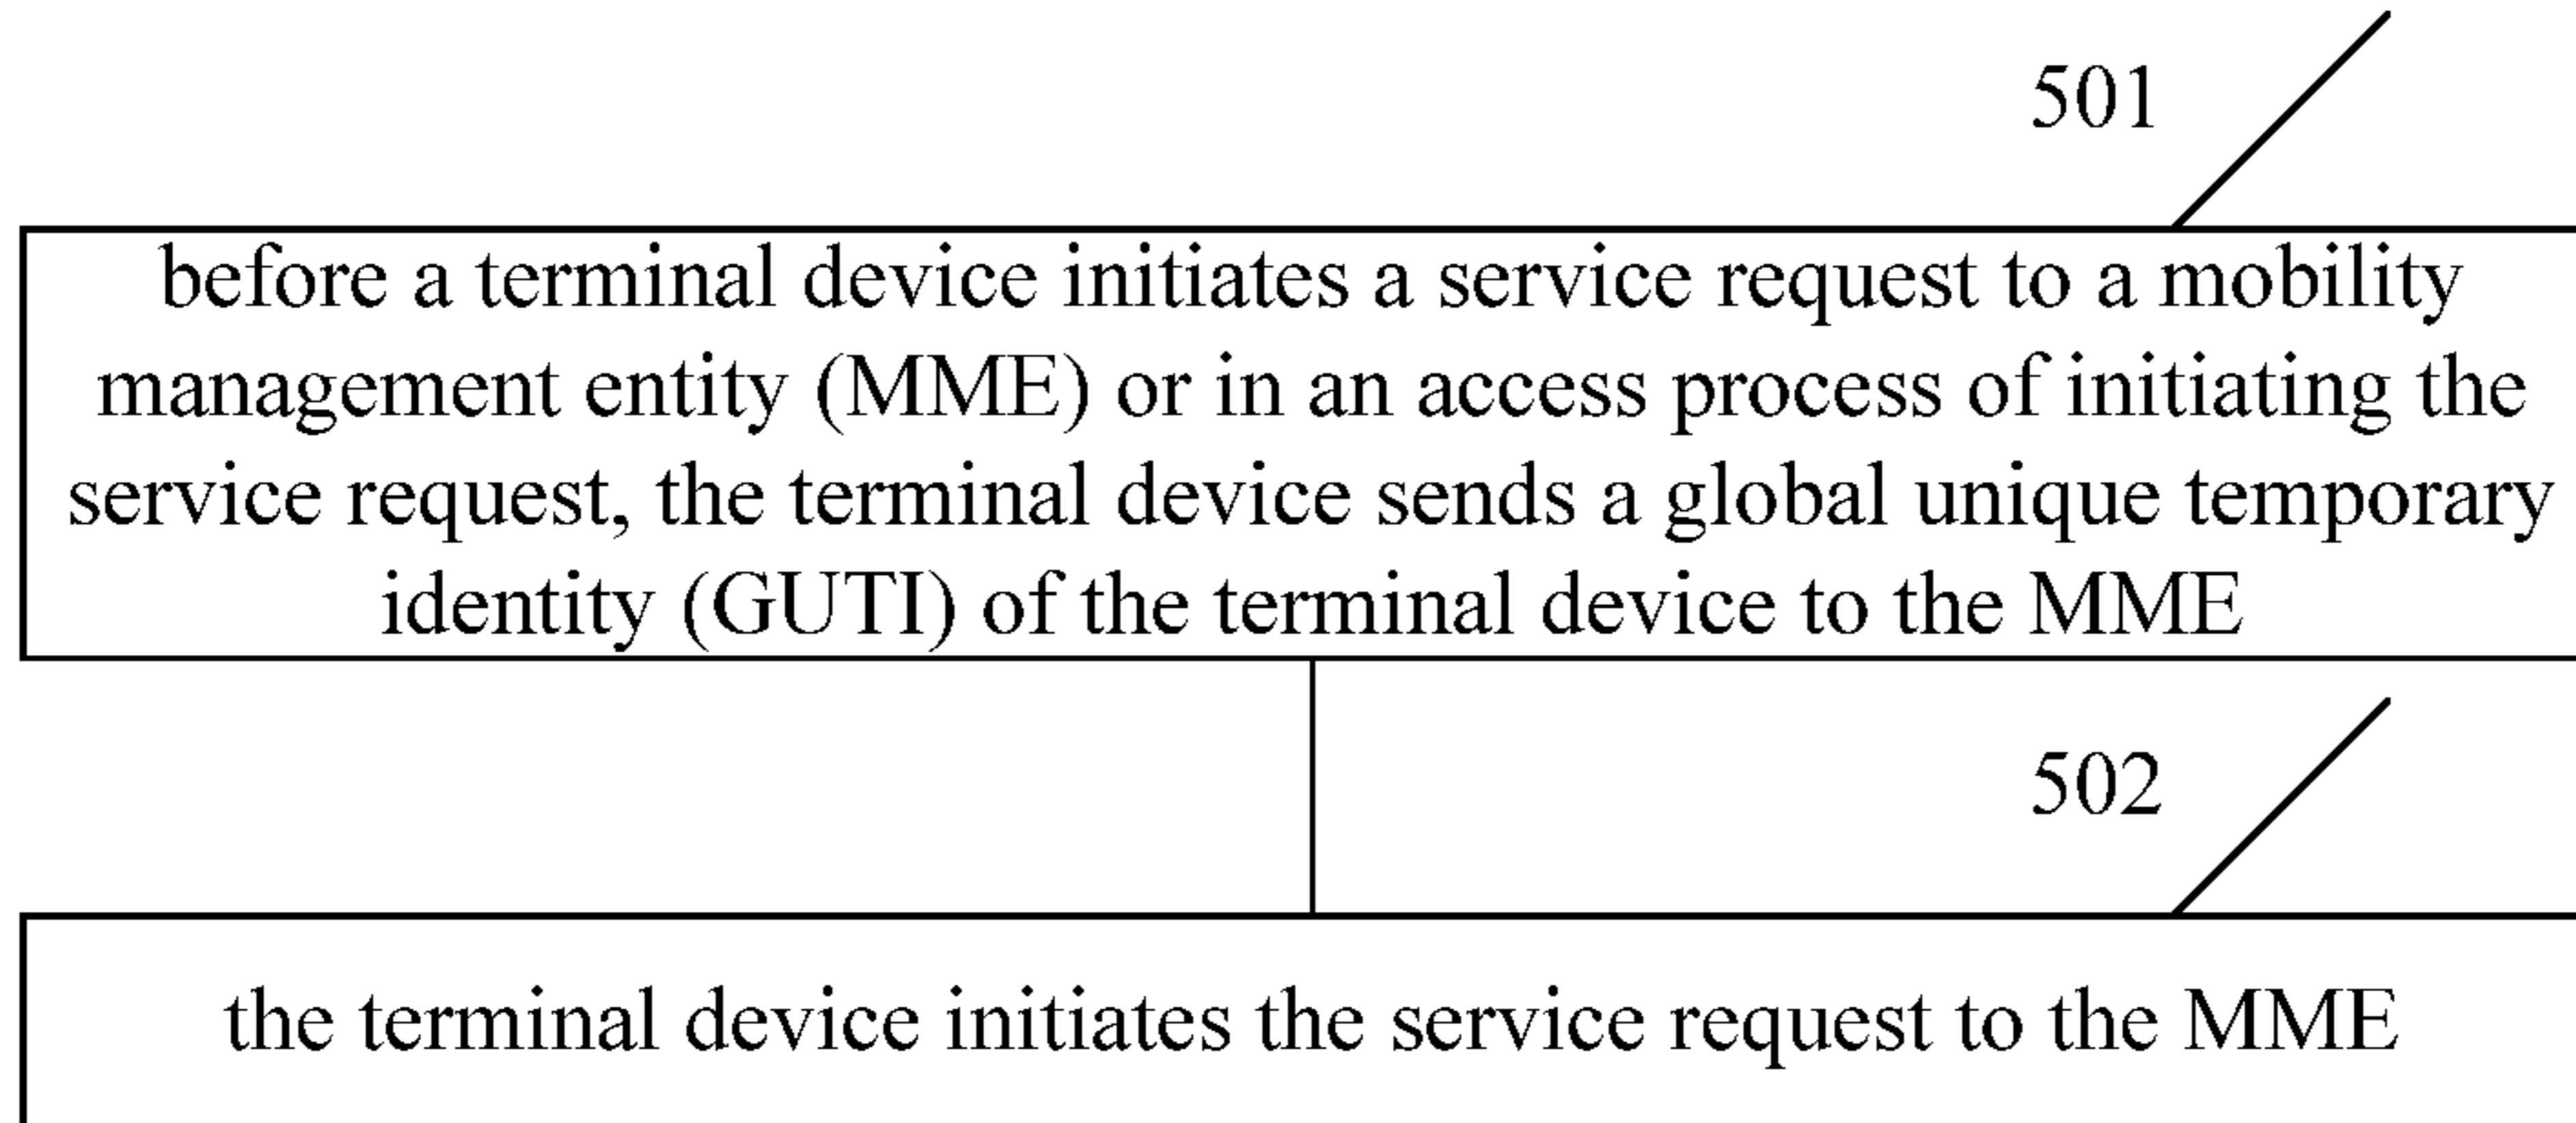 501
before a terminal device initiates a service request to a mobility
management entity (MME) or in an access process of initiating the
service request, the terminal device sends a global unique temporary
identity (GUTI) of the terminal device to the MME
502
the terminal device initiates the service request to the MME